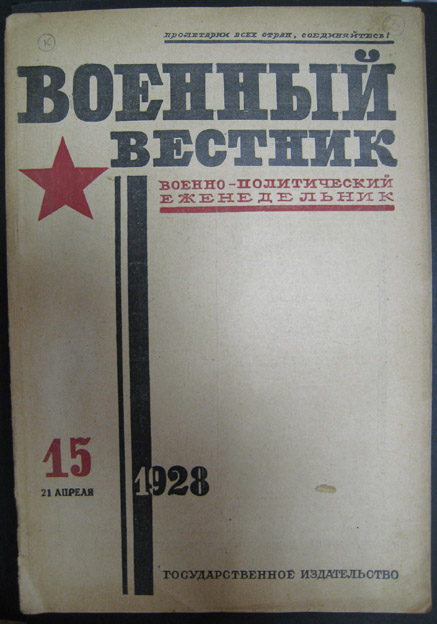 ПРОЛЕТАРИИ ВСЕХ СТРАН, СОЕДИНЯЙТЕСЬ!
ВОЕННЫЙ
ВЕСТНИК
ВОЕННО-ПОЛИТИЧЕСКИЙ
ЕЖЕНЕДЕЛЬНИК
15
21 АПРЕЛЯ
1928
ГОСУДАРСТВЕННОЕ ИЗДАТЕЛЬСТВО